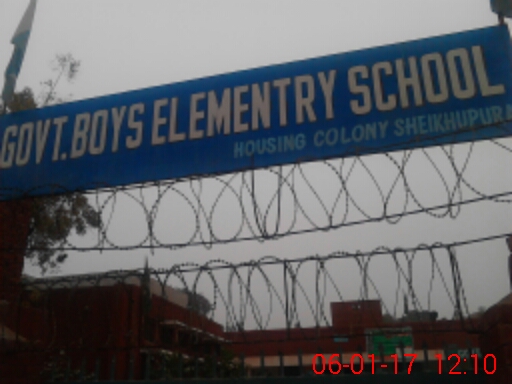 GOVT.BOYS ELEMENTRY SCHOOL
HOUSING COLONY SHEIKHUPURA
06-01-17 12:10